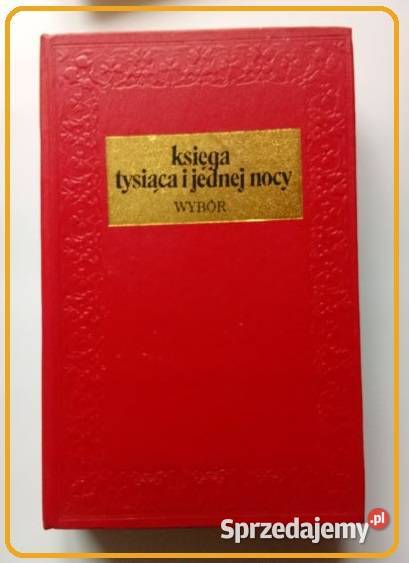 księga
tysiąca i jednej nocy
WYBÓR
Sprzedajemy.pl